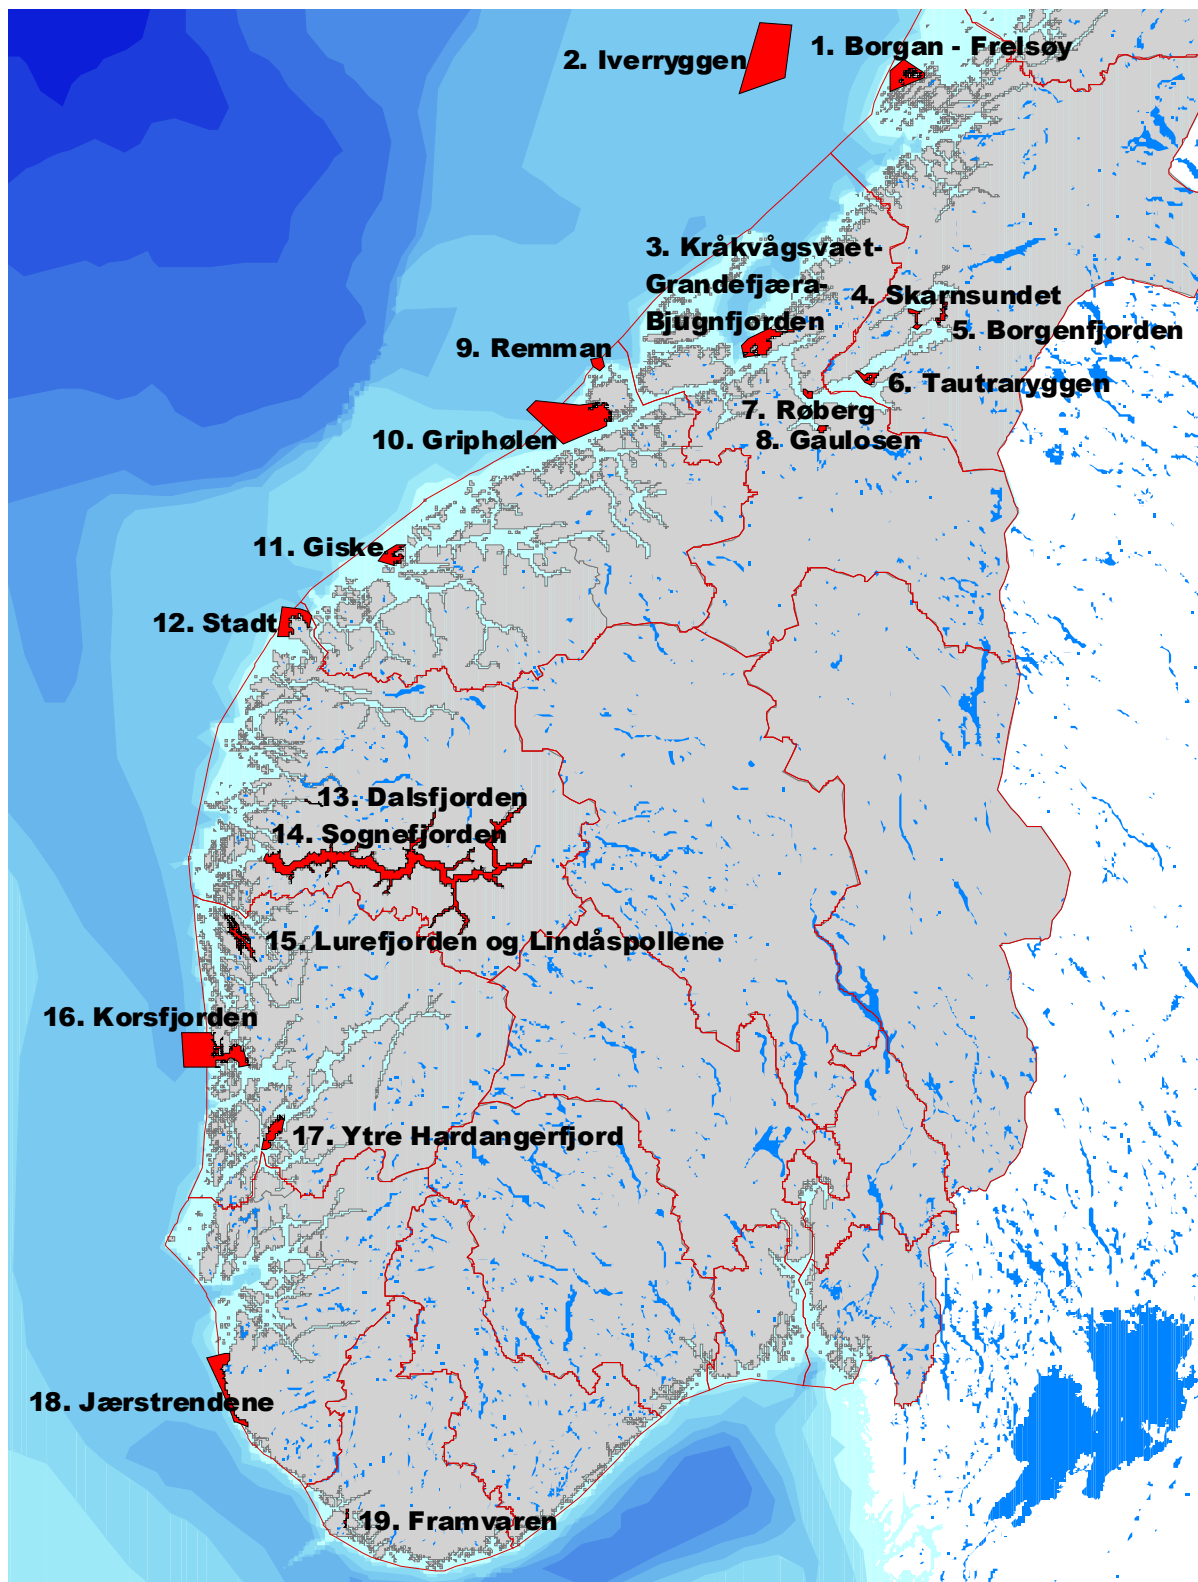 1. Borgan - Frelsøy
2. Iverryggen
3. Kråkvågsvaet-
Grandefjæra-
Bjugnfjorden
4. Skarnsundet
5. Borgenfjorden
6. Tautraryggen
7. Røberg
8. Gaulosen
9. Remman
10. Griphølen
11. Giske
12. Stadt
13. Dalsfjorden
14. Sognefjorden
15. Lurefjorden og Lindåspollene
16. Korsfjorden
17. Ytre Hardangerfjord
18. Jærstrendene
19. Framvaren